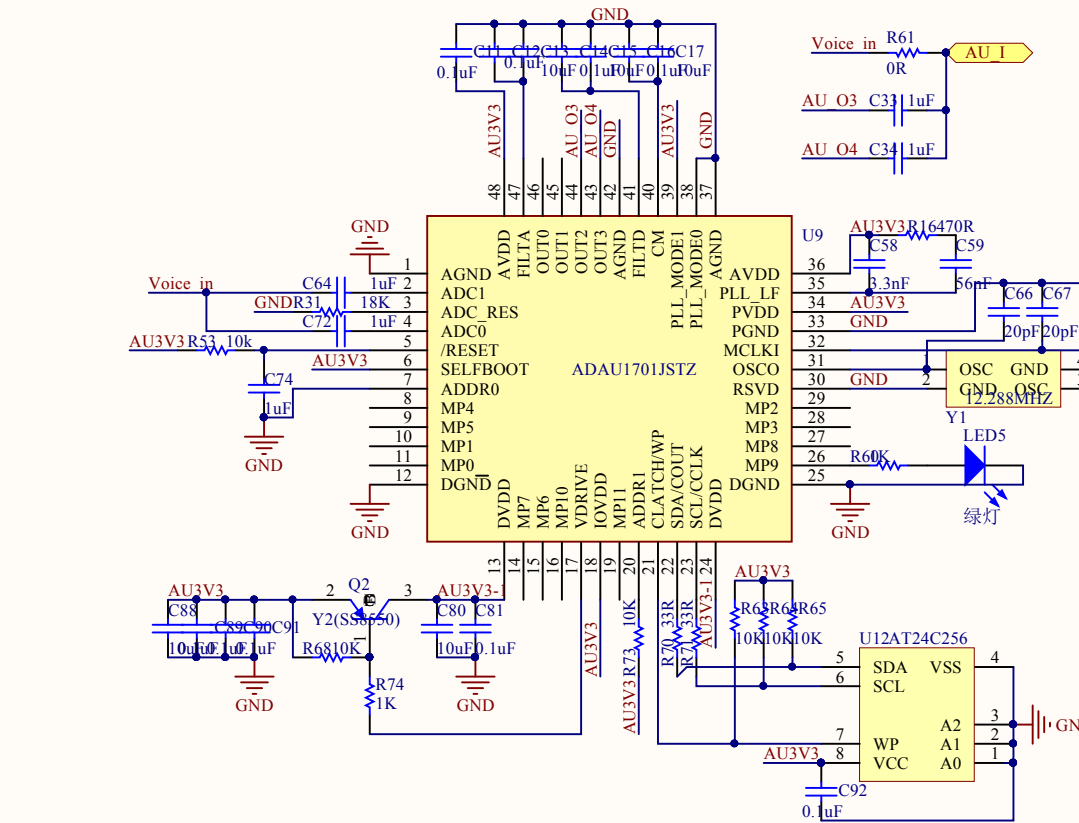 GND
C11 C12 C13 C14 C15 C16 C17
0.1uF 0.1uF 10uF 0.1uF 10uF 0.1uF 10uF
Voice_in R61 AU_I
0R
AU_O3 C33 1uF
AU_O4 C34 1uF
AU3V3 AU_O3 AU_O4 GND AU3V3 GND
48 47 46 45 44 43 42 41 40 39 38 37
AVDD FILTA OUT0 OUT1 OUT2 OUT3 AGND FILTD CM PLL_MODE1 PLL_MODE0 AGND
U9
ADAU1701JSTZ
GND
1 AGND
Voice_in C64 1uF 2 ADC1
GND R31 18K 3 ADC_RES
C72 1uF 4 ADC0
AU3V3 R53 10k 5 /RESET
AU3V3 6 SELFBOOT
C74 7 ADDR0
1uF 8 MP4
9 MP5
GND
10 MP1
11 MP0
12 DGND
GND
AU3V3 R16 470R
C58 C59
3.3nF 56nF
AVDD 36
PLL_LF 35
PVDD 34 AU3V3
PGND 33 GND
MCLKI 32
OSCO 31
RSVD 30 GND
MP2 29
MP3 28
MP8 27
MP9 26 R60 1K
DGND 25
GND
C66 C67
20pF 20pF
OSC GND
2 GND OSC
12.288MHZ
Y1
LED5
绿灯
DVDD MP7 MP6 MP10 VDRIVE IOVDD MP11 ADDR1 CLATCH/WP SDA/COUT SCL/CCLK DVDD
13 14 15 16 17 18 19 20 21 22 23 24
AU3V3 2 Q2 3 AU3V3-1
Y2(SS8550)
1
C88 C89 C90 C91
10uF 0.1uF
R68 10K
GND
R74
1K
C80 C81
10uF 0.1uF
GND
AU3V3
AU3V3 R73 10K
R70 33R
R71 33R
AU3V3-1
AU3V3
R63 R64 R65
10K 10K 10K
U12 AT24C256
5 SDA VSS 4
6 SCL
A2 3
7 WP A1 2
AU3V3 8 VCC A0 1
C92
0.1uF